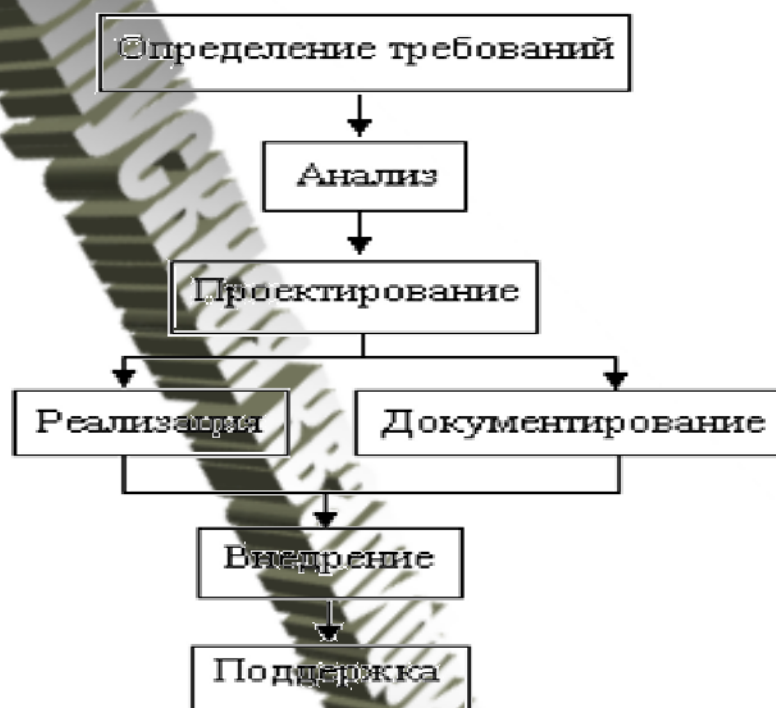 Определение требований
Анализ
Проектирование
Реализация
Документирование
Внедрение
Поддержка